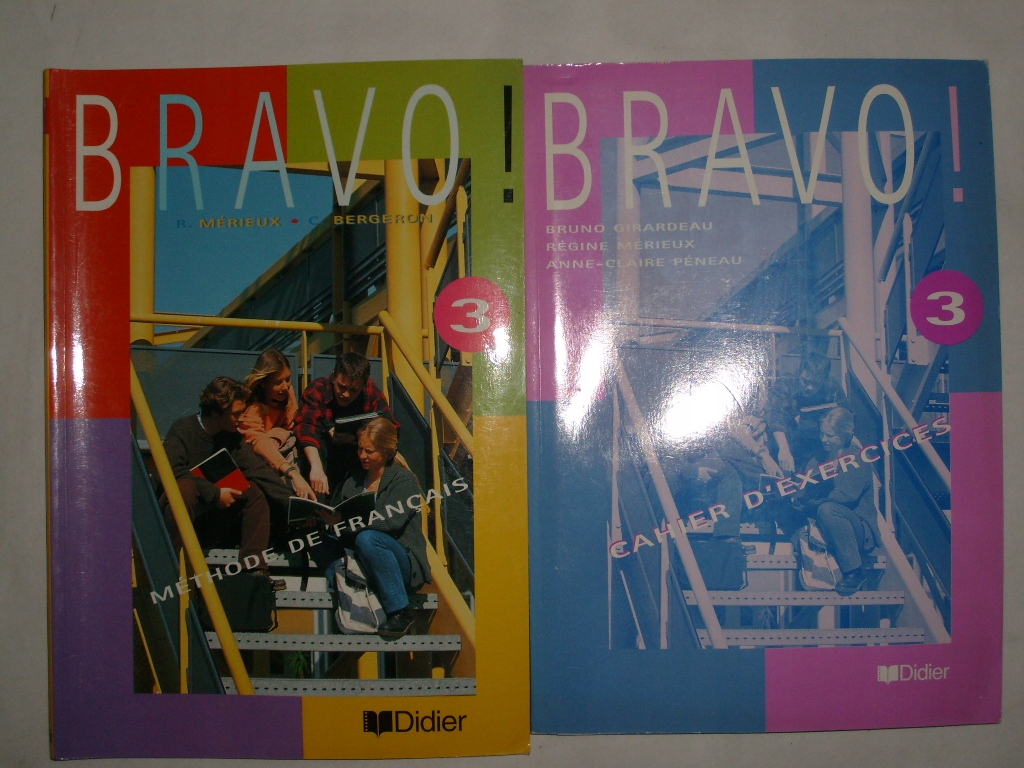 BRAVO!
R. MÉRIEUX • C. BERGERON
3
MÉTHODE DE FRANÇAIS
Didier
BRAVO!
BRUNO GIRARDEAU
RÉGINE MÉRIEUX
ANNE-CLAIRE PÉNEAU
3
CAHIER D'EXERCICES
Didier